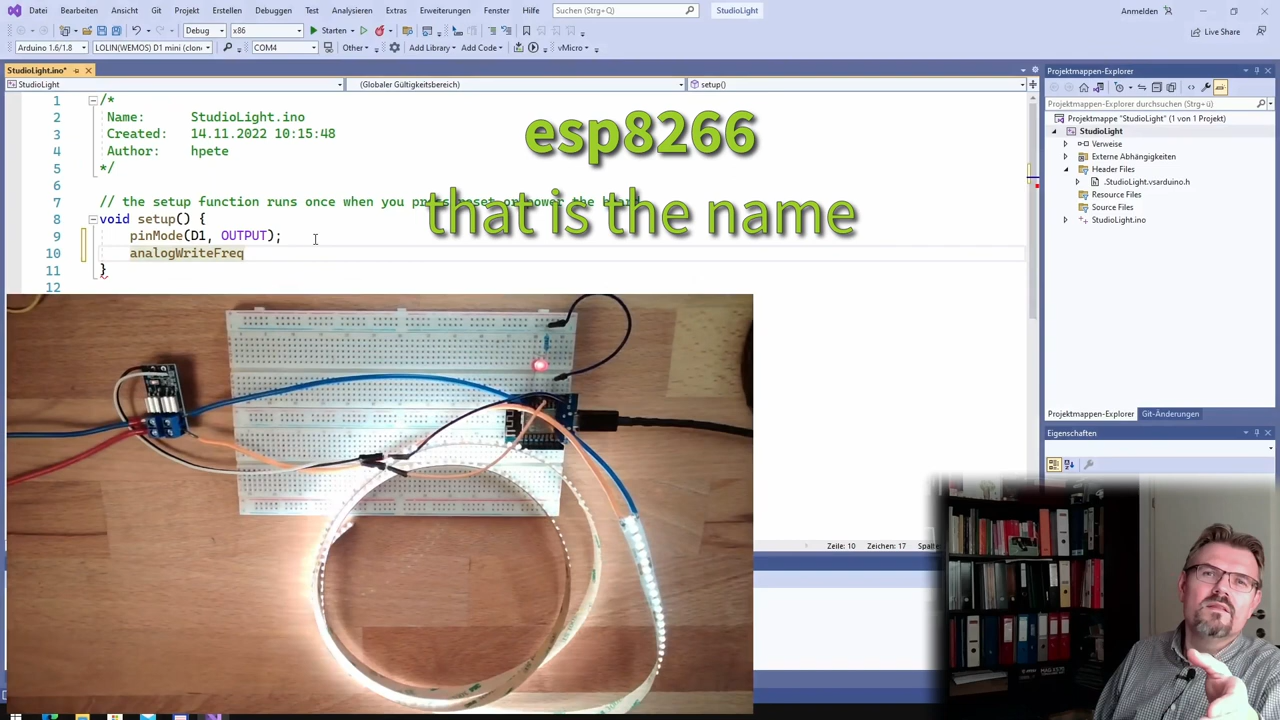 Datei Bearbeiten Ansicht Git Projekt Erstellen Debuggen Test Analysieren Extras Erweiterungen Fenster Hilfe Suchen (Strg+Q) StudioLight Anmelden
Debug x86 Starten Live Share
Arduino 1.6/1.8 LOLIN(WEMOS) D1 mini (clone COM4 Other Add Library Add Code vMicro
StudioLight.ino*
StudioLight (Globaler Gültigkeitsbereich) setup()
1 /*
2 Name: StudioLight.ino
3 Created: 14.11.2022 10:15:48
4 Author: hpete
5 */
6
7 // the setup function runs once when you press reset or power the board
8 void setup() {
9 pinMode(D1, OUTPUT);
10 analogWriteFreq
11 }
12
esp8266
that is the name
Projektmappen-Explorer
Projektmappen-Explorer durchsuchen (Strg+ü)
Projektmappe "StudioLight" (1 von 1 Projekt)
StudioLight
Verweise
Externe Abhängigkeiten
Header Files
.StudioLight.vsarduino.h
Resource Files
Source Files
StudioLight.ino
Projektmappen-Explorer Git-Änderungen
Eigenschaften
Zeile: 10 Zeichen: 17 Spalte